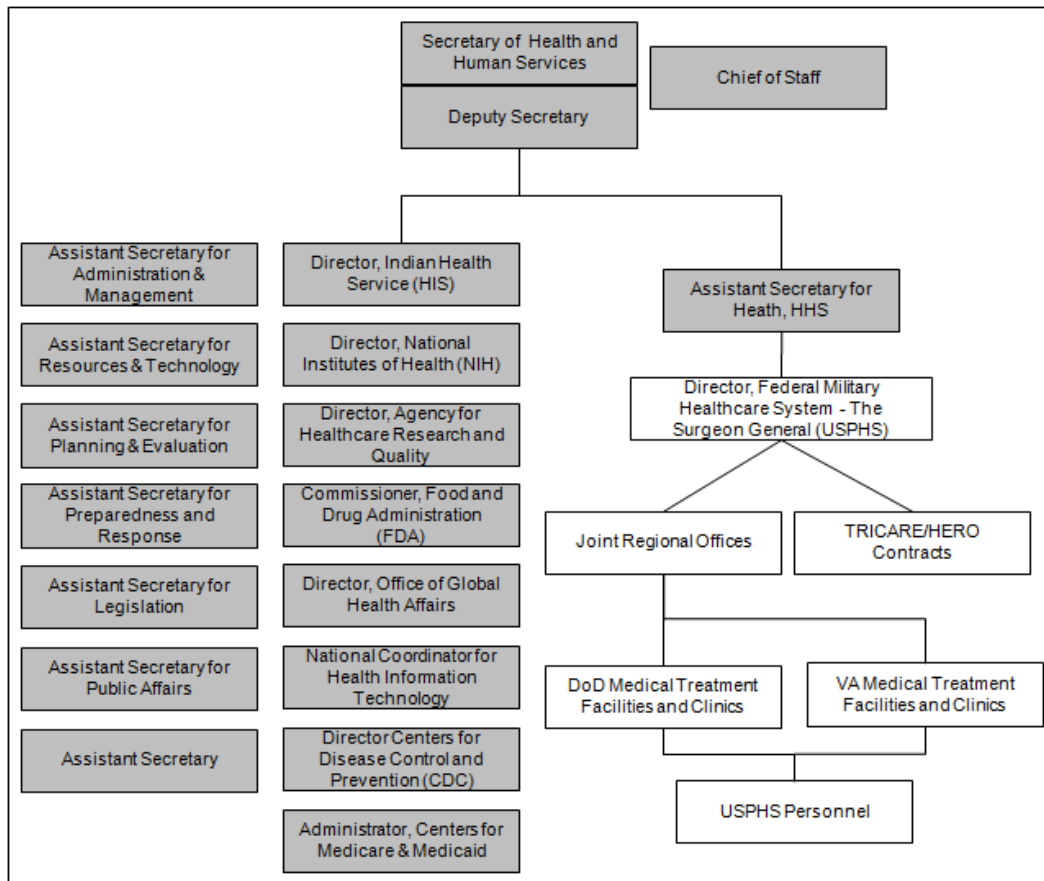 Secretary of Health and
Human Services
Deputy Secretary
Chief of Staff
Assistant Secretary for
Administration &
Management
Assistant Secretary for
Resources & Technology
Assistant Secretary for
Planning & Evaluation
Assistant Secretary for
Preparedness and
Response
Assistant Secretary for
Legislation
Assistant Secretary for
Public Affairs
Assistant Secretary
Director, Indian Health
Service (HIS)
Director, National
Institutes of Health (NIH)
Director, Agency for
Healthcare Research and
Quality
Commissioner, Food and
Drug Administration
(FDA)
Director, Office of Global
Health Affairs
National Coordinator for
Health Information
Technology
Director Centers for
Disease Control and
Prevention (CDC)
Administrator, Centers for
Medicare & Medicaid
Assistant Secretary for
Heath, HHS
Director, Federal Military
Healthcare System - The
Surgeon General (USPHS)
Joint Regional Offices
TRICARE/HERO
Contracts
DoD Medical Treatment
Facilities and Clinics
VA Medical Treatment
Facilities and Clinics
USPHS Personnel